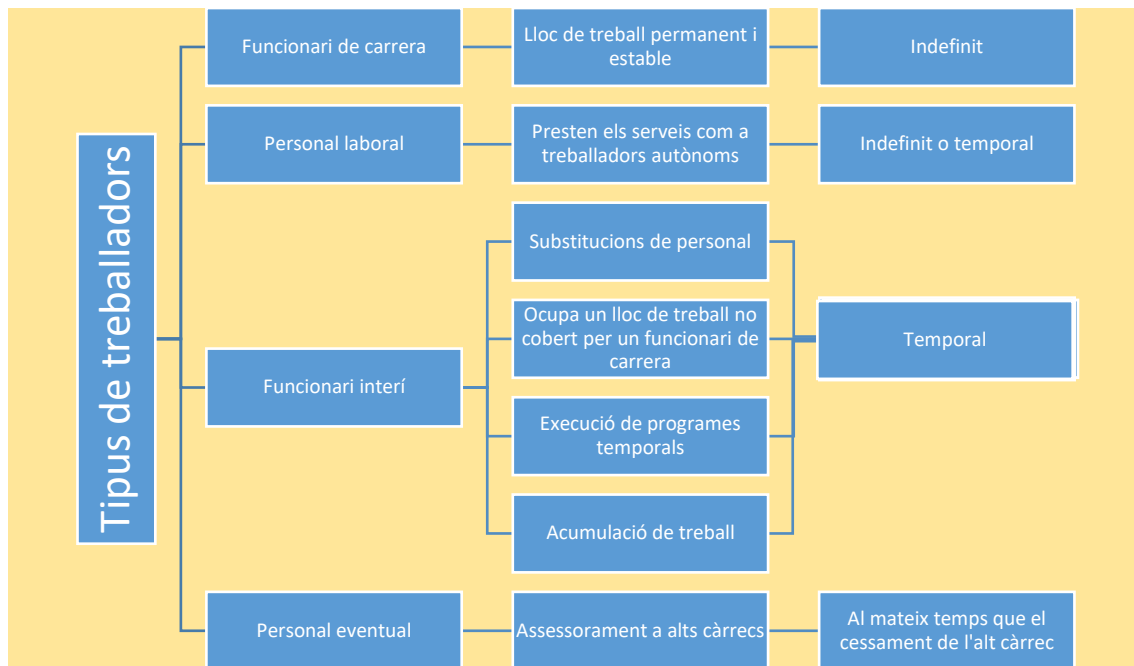 Tipus de treballadors
Funcionari de carrera
Lloc de treball permanent i
estable
Indefinit
Personal laboral
Presten els serveis com a
treballadors autònoms
Indefinit o temporal
Funcionari interí
Substitucions de personal
Ocupa un lloc de treball no
cobert per un funcionari de
carrera
Execució de programes
temporals
Acumulació de treball
Temporal
Personal eventual
Assessorament a alts càrrecs
Al mateix temps que el
cessament de l'alt càrrec